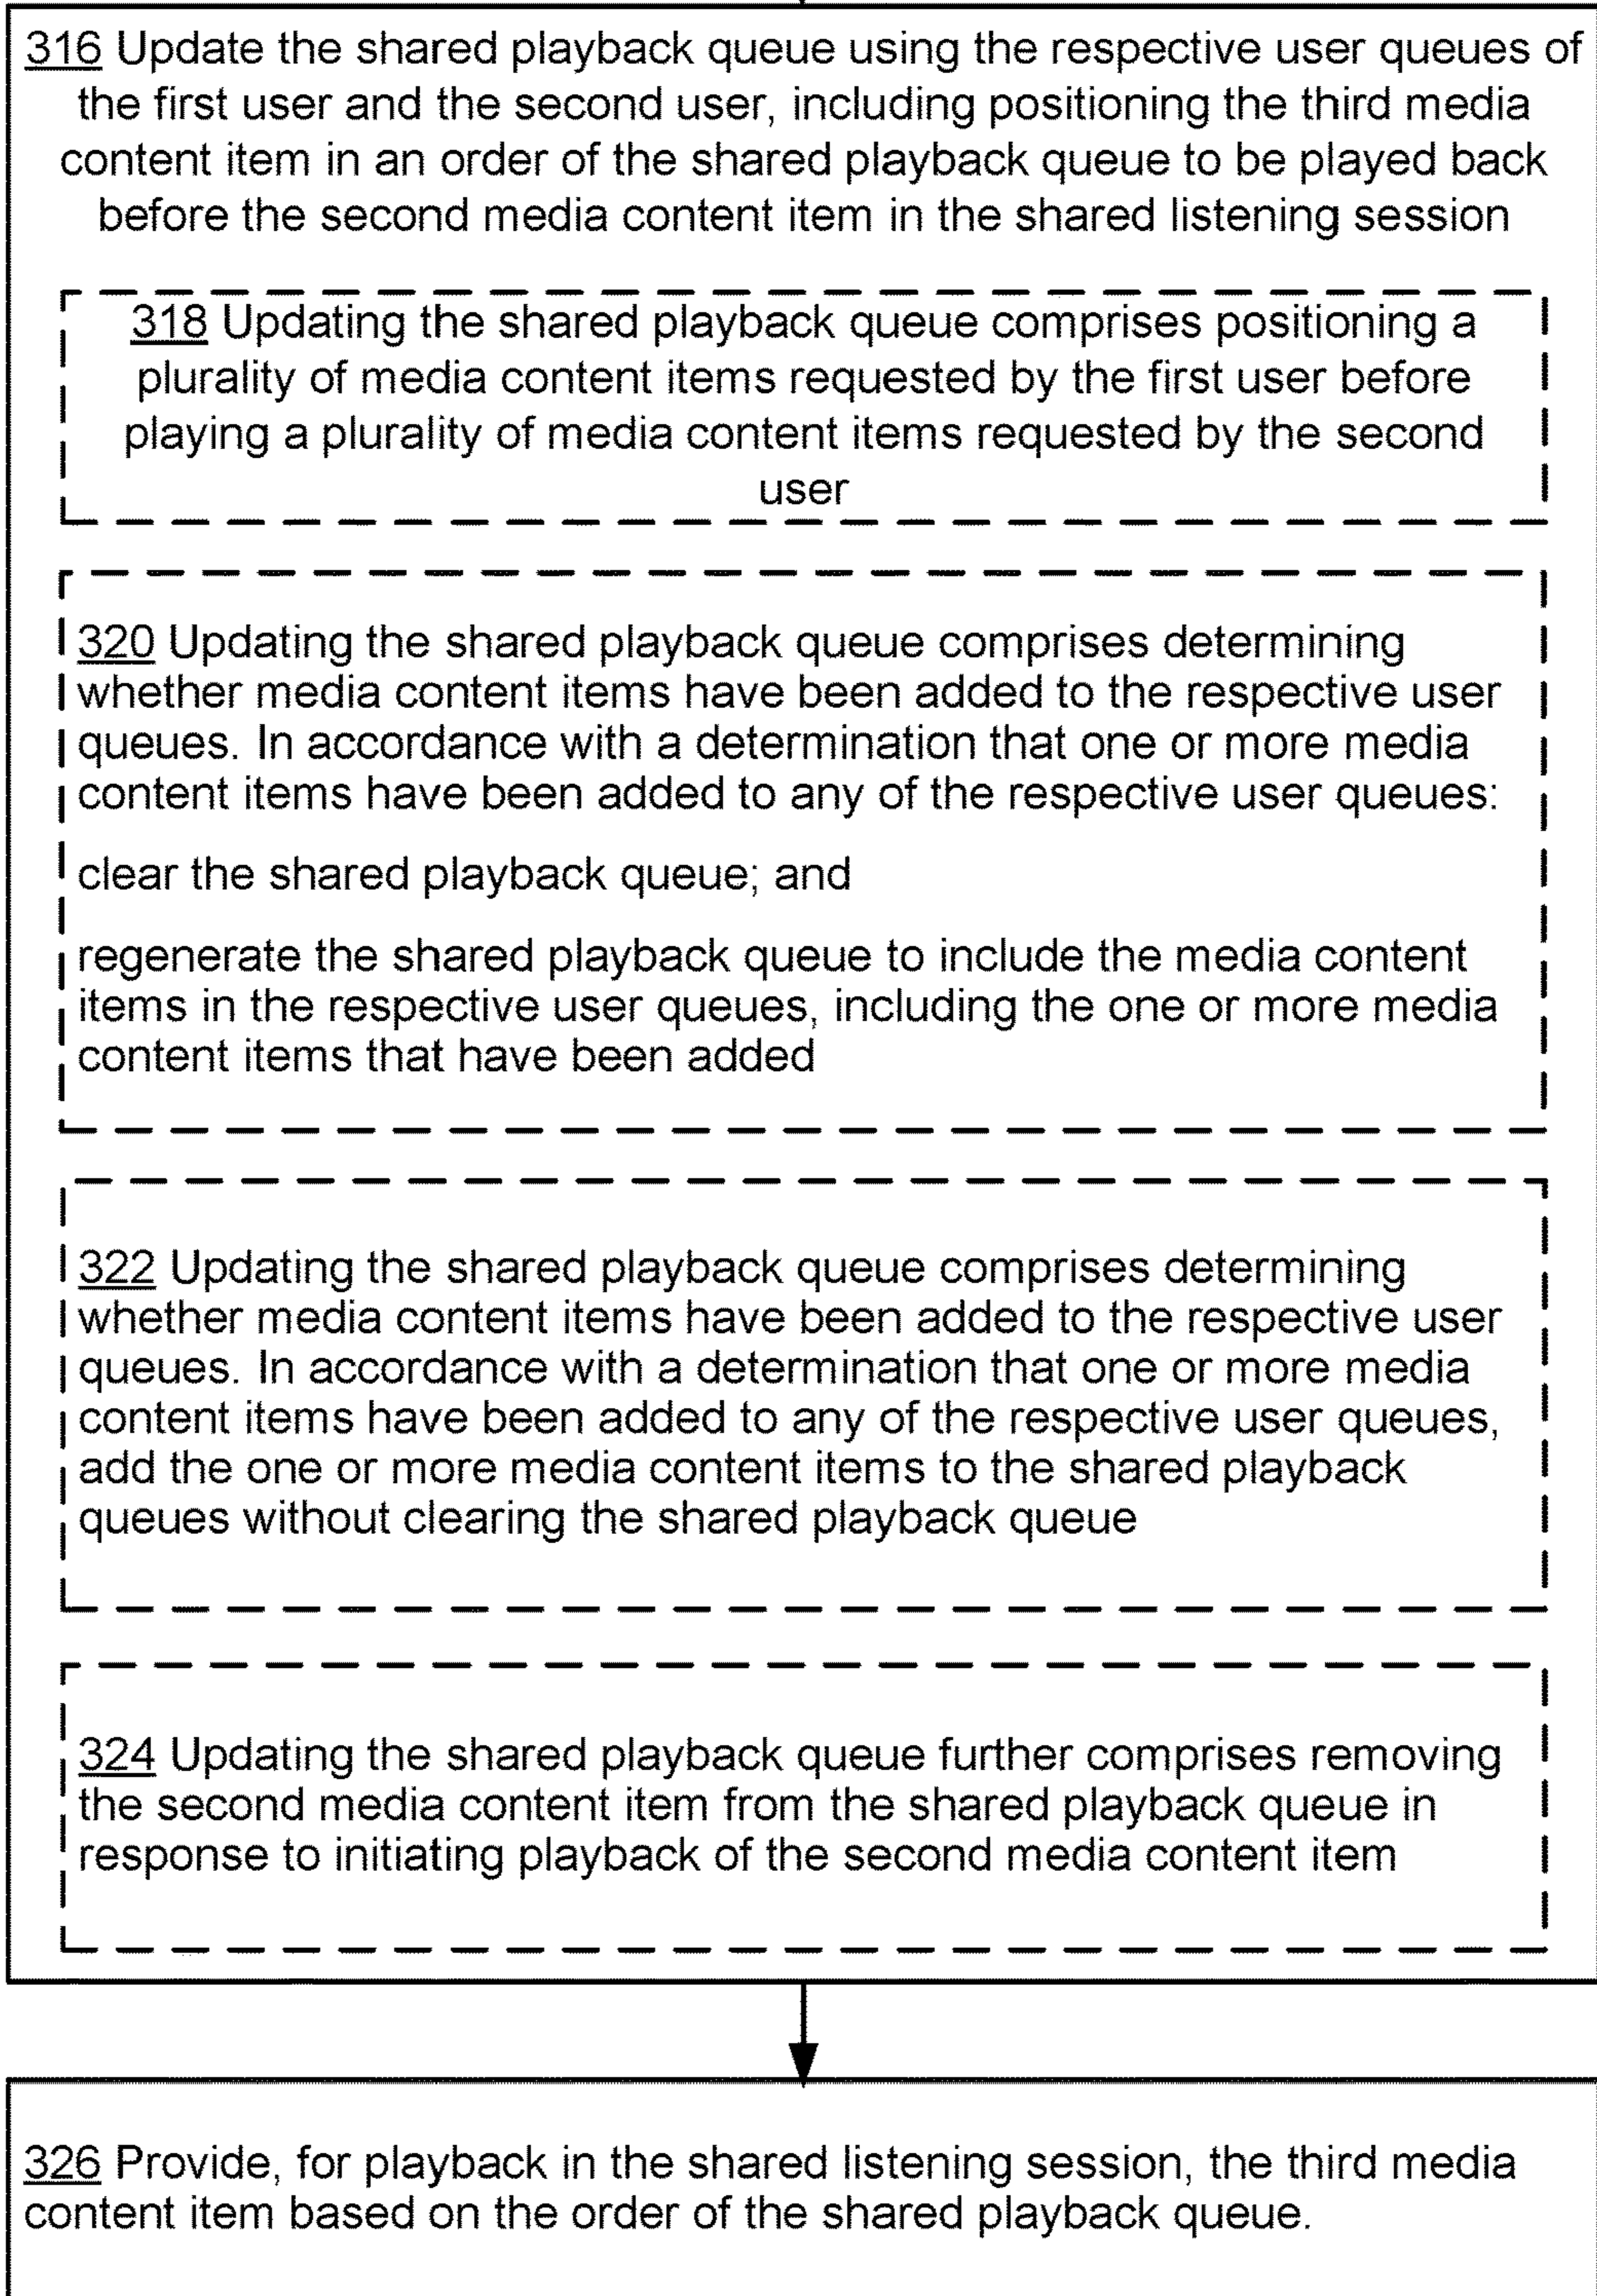 316 Update the shared playback queue using the respective user queues of
the first user and the second user, including positioning the third media
content item in an order of the shared playback queue to be played back
before the second media content item in the shared listening session
318 Updating the shared playback queue comprises positioning a
plurality of media content items requested by the first user before
playing a plurality of media content items requested by the second
user
320 Updating the shared playback queue comprises determining
whether media content items have been added to the respective user
queues. In accordance with a determination that one or more media
content items have been added to any of the respective user queues:
clear the shared playback queue; and
regenerate the shared playback queue to include the media content
items in the respective user queues, including the one or more media
content items that have been added
322 Updating the shared playback queue comprises determining
whether media content items have been added to the respective user
queues. In accordance with a determination that one or more media
content items have been added to any of the respective user queues,
add the one or more media content items to the shared playback
queues without clearing the shared playback queue
324 Updating the shared playback queue further comprises removing
the second media content item from the shared playback queue in
response to initiating playback of the second media content item
326 Provide, for playback in the shared listening session, the third media
content item based on the order of the shared playback queue.